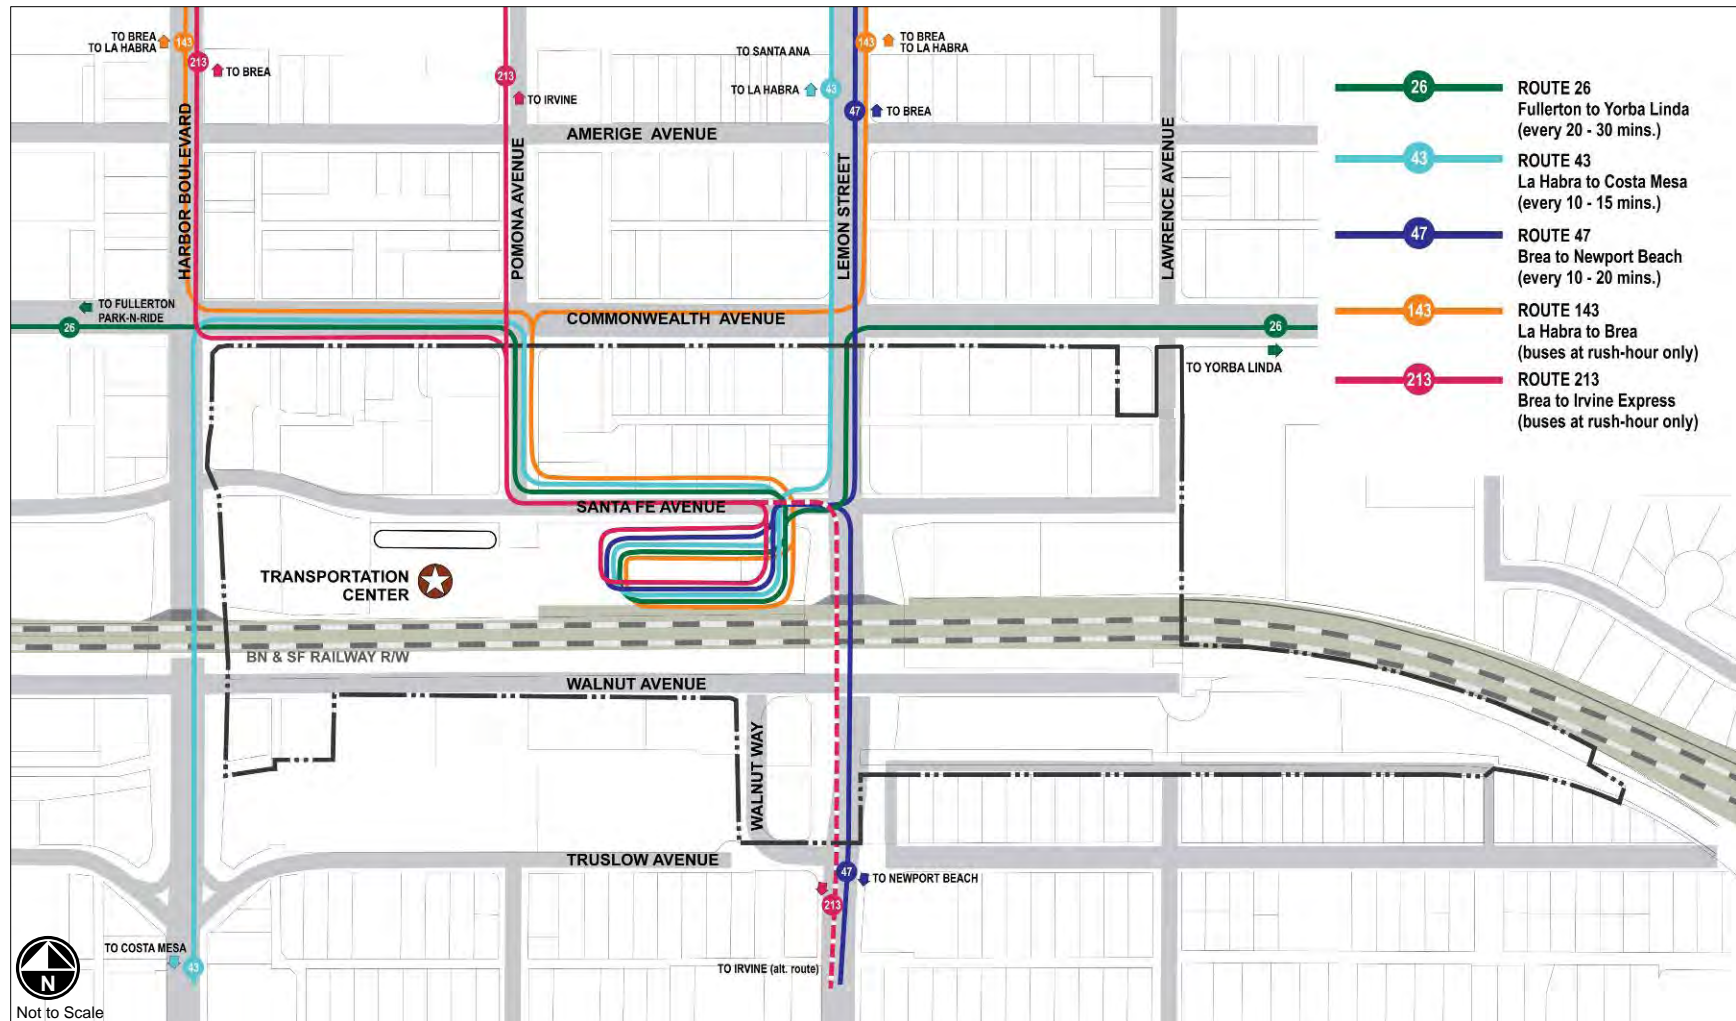 TO BREA
TO LA HABRA
143
213
TO BREA
213
TO IRVINE
TO SANTA ANA
TO LA HABRA
43
143
TO BREA
TO LA HABRA
47
TO BREA
HARBOR BOULEVARD
POMONA AVENUE
AMERIGE AVENUE
LEMON STREET
LAWRENCE AVENUE
26
ROUTE 26
Fullerton to Yorba Linda
(every 20 - 30 mins.)
43
ROUTE 43
La Habra to Costa Mesa
(every 10 - 15 mins.)
47
ROUTE 47
Brea to Newport Beach
(every 10 - 20 mins.)
143
ROUTE 143
La Habra to Brea
(buses at rush-hour only)
213
ROUTE 213
Brea to Irvine Express
(buses at rush-hour only)
TO FULLERTON
PARK-N-RIDE
26
COMMONWEALTH AVENUE
26
TO YORBA LINDA
SANTA FE AVENUE
TRANSPORTATION
CENTER
BN & SF RAILWAY R/W
WALNUT AVENUE
WALNUT WAY
TRUSLOW AVENUE
47
TO NEWPORT BEACH
213
TO COSTA MESA
43
TO IRVINE (alt. route)
N
Not to Scale